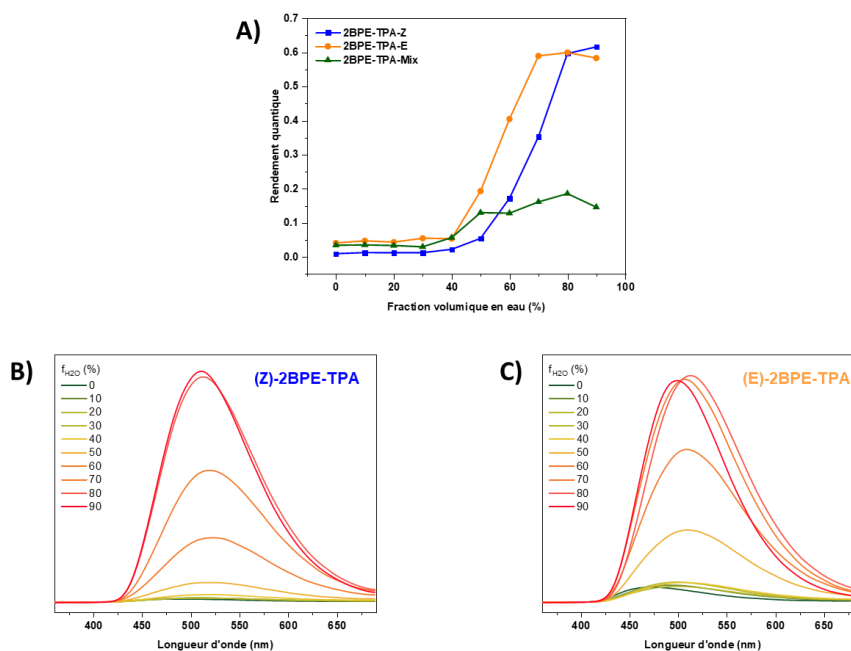 A)
2BPE-TPA-Z
2BPE-TPA-E
2BPE-TPA-Mix
Rendement quantique
0.7
0.6
0.5
0.4
0.3
0.2
0.1
0.0
0 20 40 60 80 100
Fraction volumique en eau (%)
B)
fH2O (%)
0
10
20
30
40
50
60
70
80
90
(Z)-2BPE-TPA
400 450 500 550 600 650
Longueur d'onde (nm)
C)
fH2O (%)
0
10
20
30
40
50
60
70
80
90
(E)-2BPE-TPA
400 450 500 550 600 650
Longueur d'onde (nm)